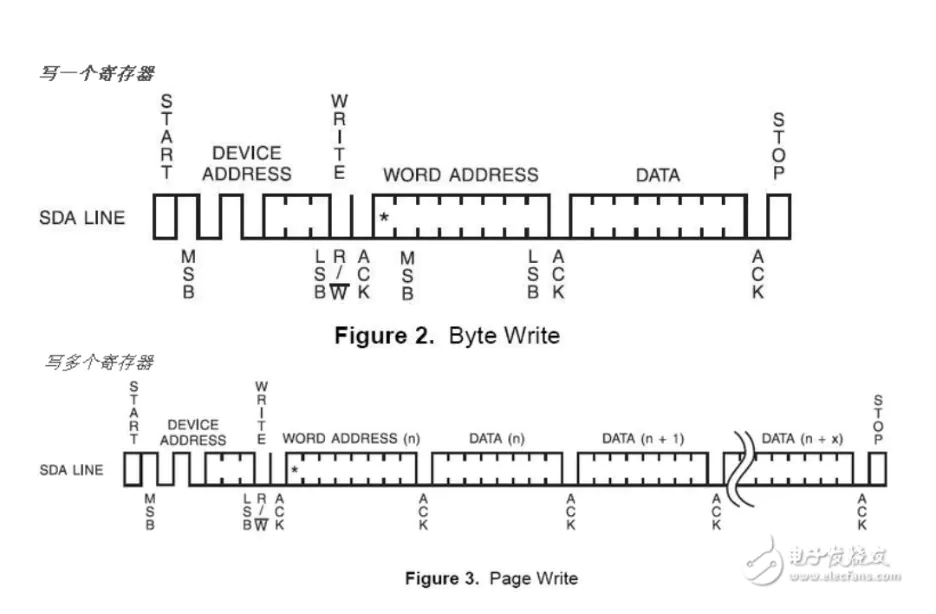 写一个寄存器
START
DEVICE ADDRESS
WRITE
WORD ADDRESS
DATA
STOP
SDA LINE
*
MSB
LSB
R/W
ACK
MSB
LSB
ACK
ACK
Figure 2. Byte Write
写多个寄存器
START
DEVICE ADDRESS
WRITE
WORD ADDRESS (n)
DATA (n)
DATA (n + 1)
DATA (n + x)
STOP
SDA LINE
*
MSB
LSB
R/W
ACK
ACK
ACK
ACK
ACK
Figure 3. Page Write
电子发烧友
www.elecfans.com